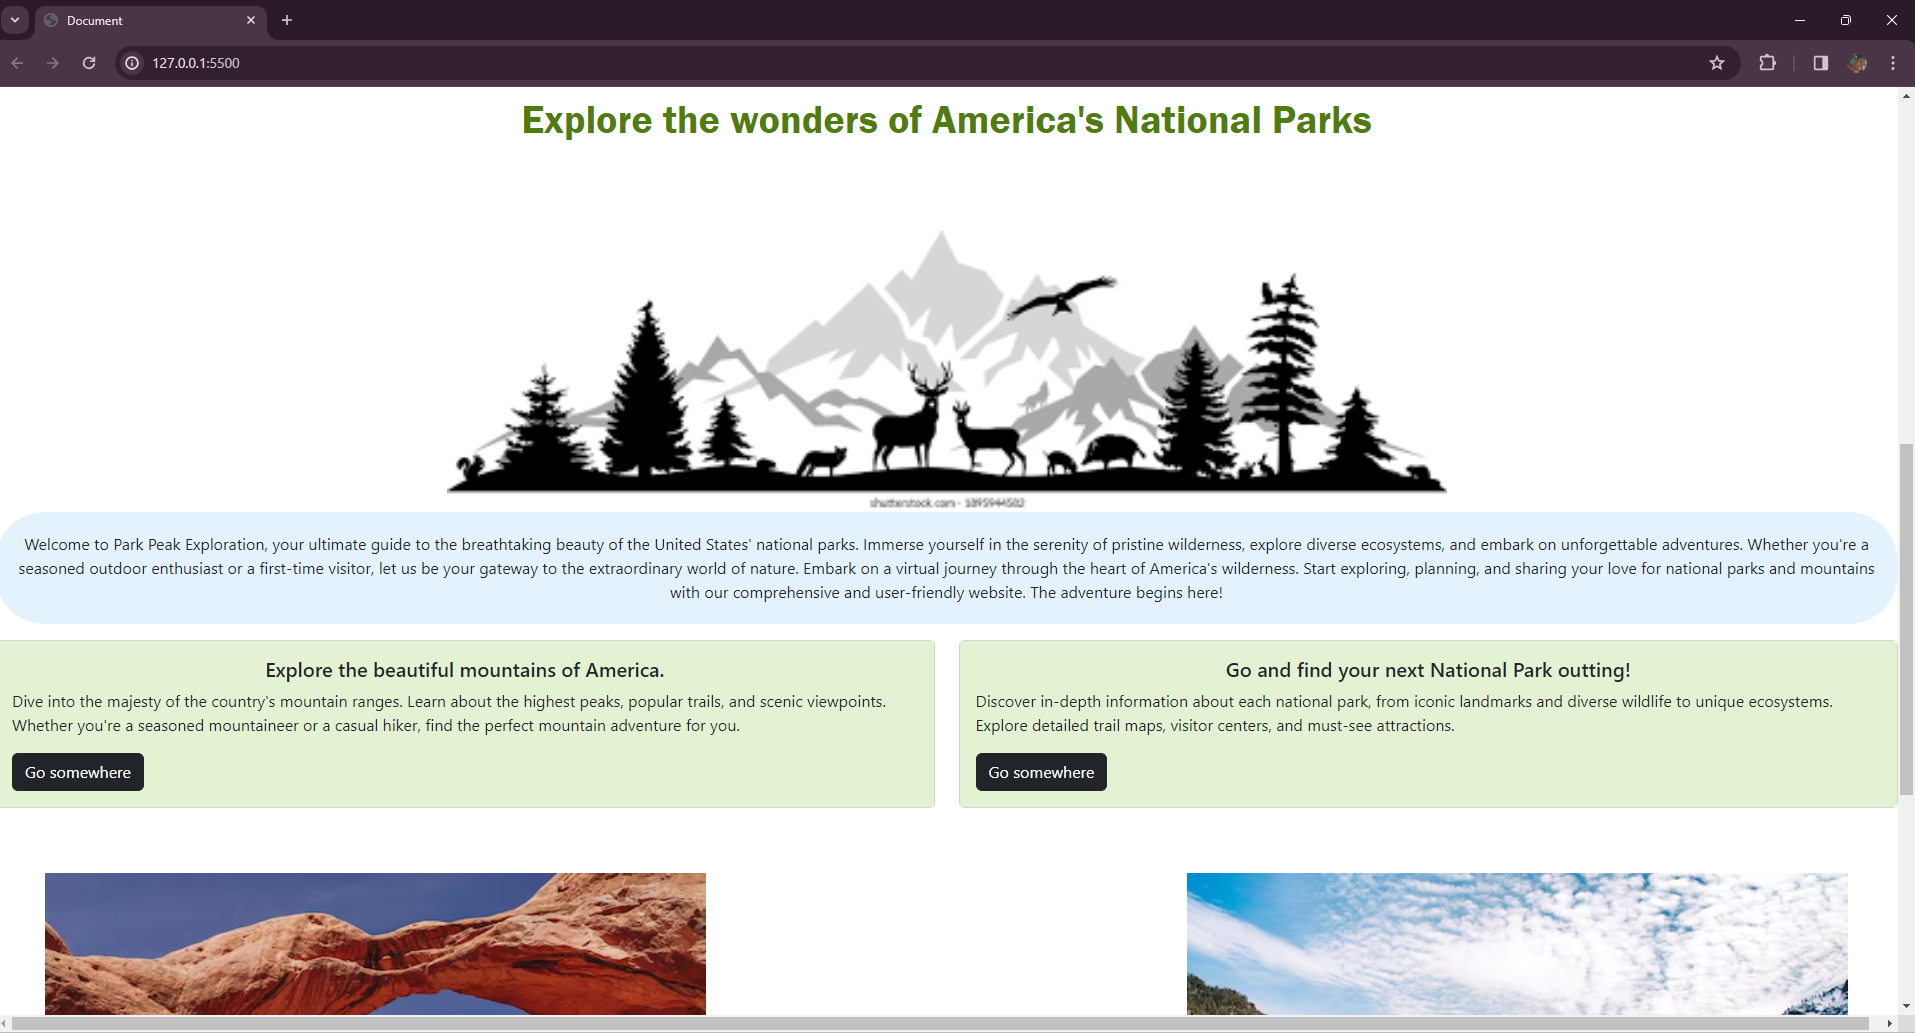 Document
127.0.0.1:5500
Explore the wonders of America's National Parks
shutterstock.com · 1895944502
Welcome to Park Peak Exploration, your ultimate guide to the breathtaking beauty of the United States' national parks. Immerse yourself in the serenity of pristine wilderness, explore diverse ecosystems, and embark on unforgettable adventures. Whether you're a
seasoned outdoor enthusiast or a first-time visitor, let us be your gateway to the extraordinary world of nature. Embark on a virtual journey through the heart of America's wilderness. Start exploring, planning, and sharing your love for national parks and mountains
with our comprehensive and user-friendly website. The adventure begins here!
Explore the beautiful mountains of America.
Dive into the majesty of the country's mountain ranges. Learn about the highest peaks, popular trails, and scenic viewpoints.
Whether you're a seasoned mountaineer or a casual hiker, find the perfect mountain adventure for you.
Go somewhere
Go and find your next National Park outting!
Discover in-depth information about each national park, from iconic landmarks and diverse wildlife to unique ecosystems.
Explore detailed trail maps, visitor centers, and must-see attractions.
Go somewhere